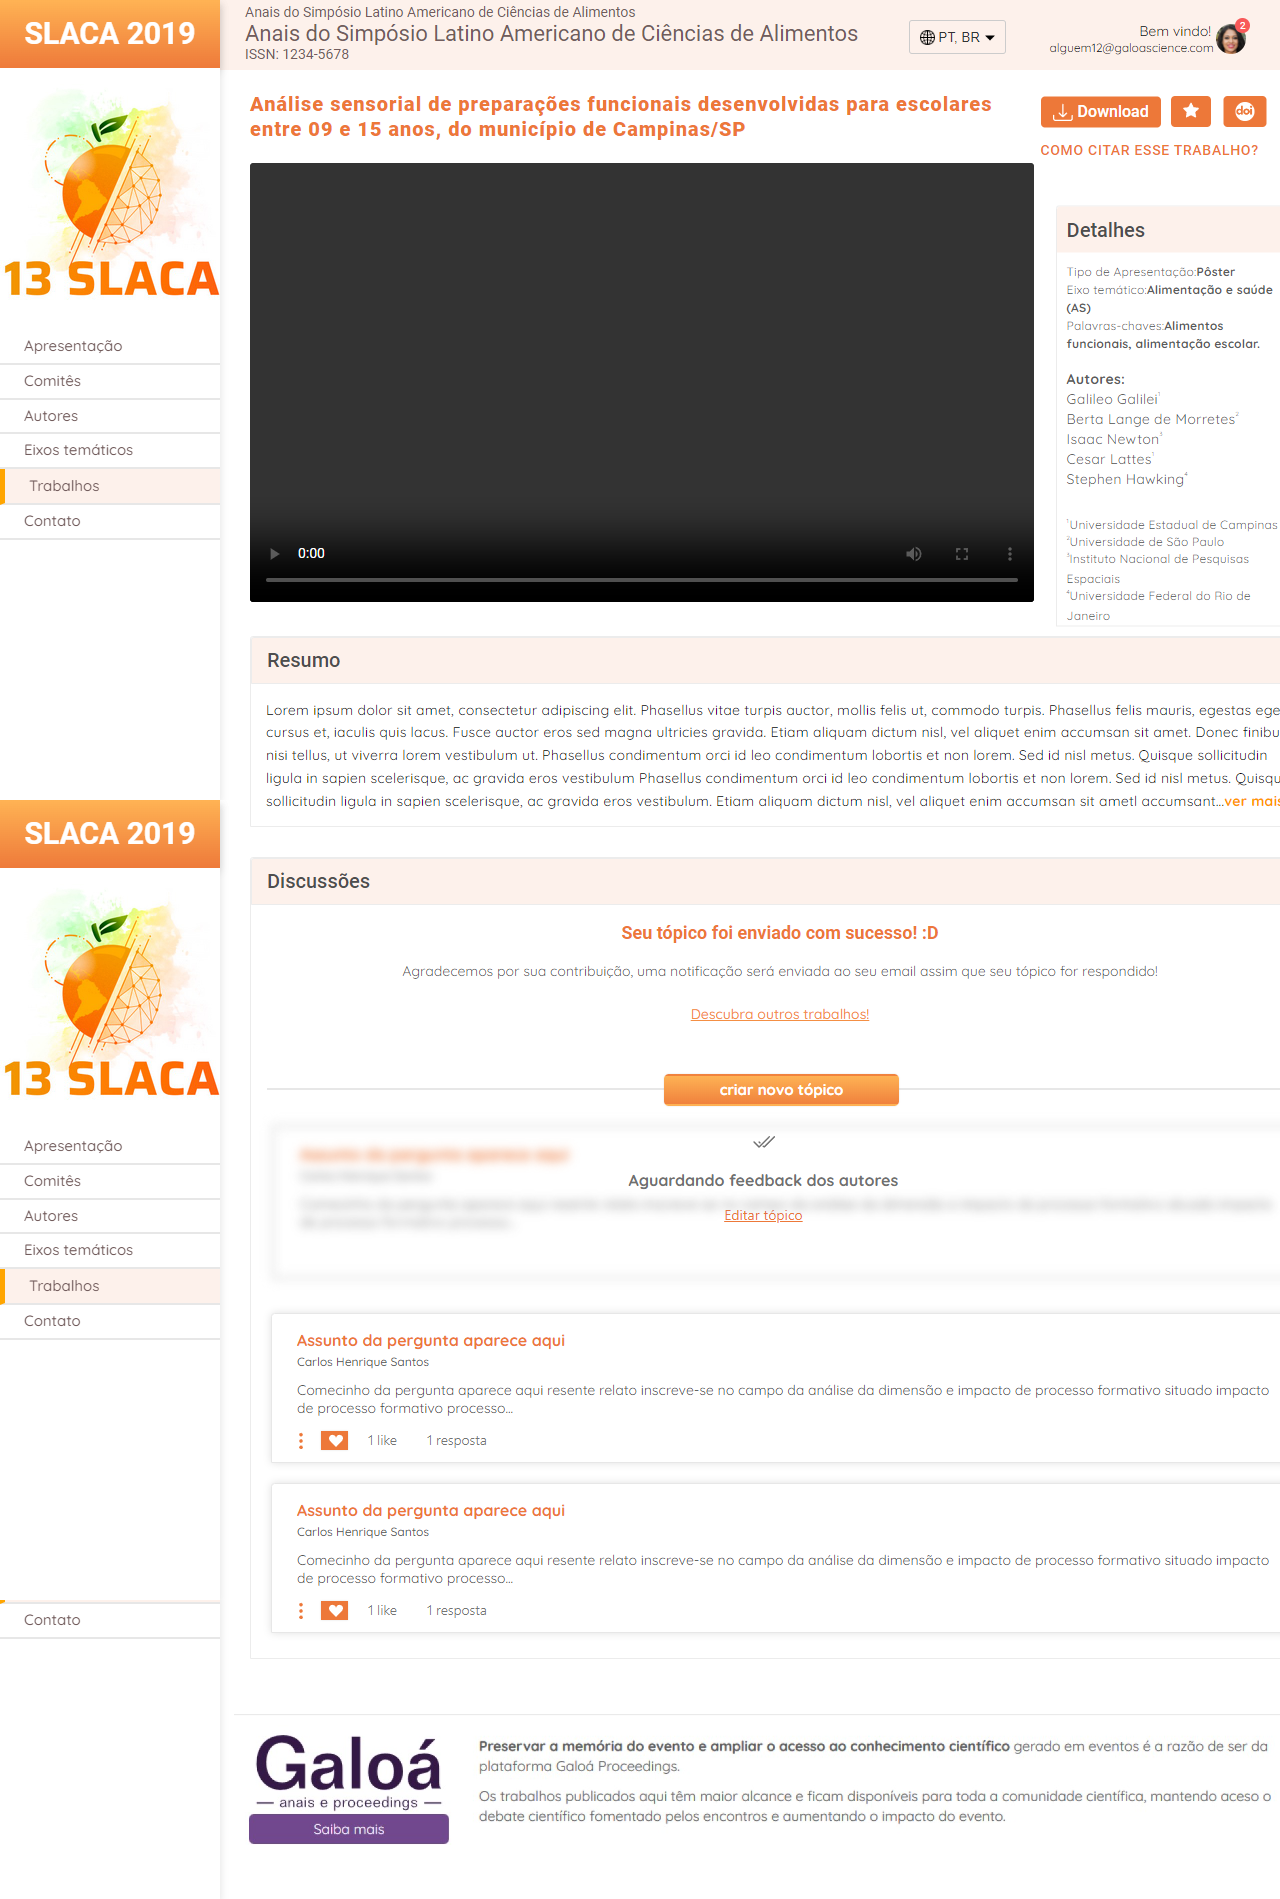 SLACA 2019
13 SLACA
Apresentação
Comitês
Autores
Eixos temáticos
Trabalhos
Contato
Anais do Simpósio Latino Americano de Ciências de Alimentos
Anais do Simpósio Latino Americano de Ciências de Alimentos
ISSN: 1234-5678
PT, BR
Bem vindo!
alguem12@galoascience.com
2
Análise sensorial de preparações funcionais desenvolvidas para escolares
entre 09 e 15 anos, do município de Campinas/SP
Download
doi
COMO CITAR ESSE TRABALHO?
0:00
Detalhes
Tipo de Apresentação:Pôster
Eixo temático:Alimentação e saúde
(AS)
Palavras-chaves:Alimentos
funcionais, alimentação escolar.
Autores:
Galileo Galilei¹
Berta Lange de Morretes²
Isaac Newton³
Cesar Lattes¹
Stephen Hawking⁴
¹Universidade Estadual de Campinas
²Universidade de São Paulo
³Instituto Nacional de Pesquisas
Espaciais
⁴Universidade Federal do Rio de
Janeiro
Resumo
Lorem ipsum dolor sit amet, consectetur adipiscing elit. Phasellus vitae turpis auctor, mollis felis ut, commodo turpis. Phasellus felis mauris, egestas ege
cursus et, iaculis quis lacus. Fusce auctor eros sed magna ultricies gravida. Etiam aliquam dictum nisl, vel aliquet enim accumsan sit amet. Donec finibu
nisi tellus, ut viverra lorem vestibulum ut. Phasellus condimentum orci id leo condimentum lobortis et non lorem. Sed id nisl metus. Quisque sollicitudin
ligula in sapien scelerisque, ac gravida eros vestibulum Phasellus condimentum orci id leo condimentum lobortis et non lorem. Sed id nisl metus. Quisqu
sollicitudin ligula in sapien scelerisque, ac gravida eros vestibulum. Etiam aliquam dictum nisl, vel aliquet enim accumsan sit ametl accumsant...ver mais
SLACA 2019
13 SLACA
Apresentação
Comitês
Autores
Eixos temáticos
Trabalhos
Contato
Discussões
Seu tópico foi enviado com sucesso! :D
Agradecemos por sua contribuição, uma notificação será enviada ao seu email assim que seu tópico for respondido!
Descubra outros trabalhos!
criar novo tópico
Aguardando feedback dos autores
Editar tópico
Assunto da pergunta aparece aqui
Carlos Henrique Santos
Comecinho da pergunta aparece aqui resente relato inscreve-se no campo da análise da dimensão e impacto de processo formativo situado impacto
de processo formativo processo...
1 like 1 resposta
Assunto da pergunta aparece aqui
Carlos Henrique Santos
Comecinho da pergunta aparece aqui resente relato inscreve-se no campo da análise da dimensão e impacto de processo formativo situado impacto
de processo formativo processo...
1 like 1 resposta
Contato
Galoá
anais e proceedings
Saiba mais
Preservar a memória do evento e ampliar o acesso ao conhecimento científico gerado em eventos é a razão de ser da
plataforma Galoá Proceedings.
Os trabalhos publicados aqui têm maior alcance e ficam disponíveis para toda a comunidade científica, mantendo aceso o
debate científico fomentado pelos encontros e aumentando o impacto do evento.